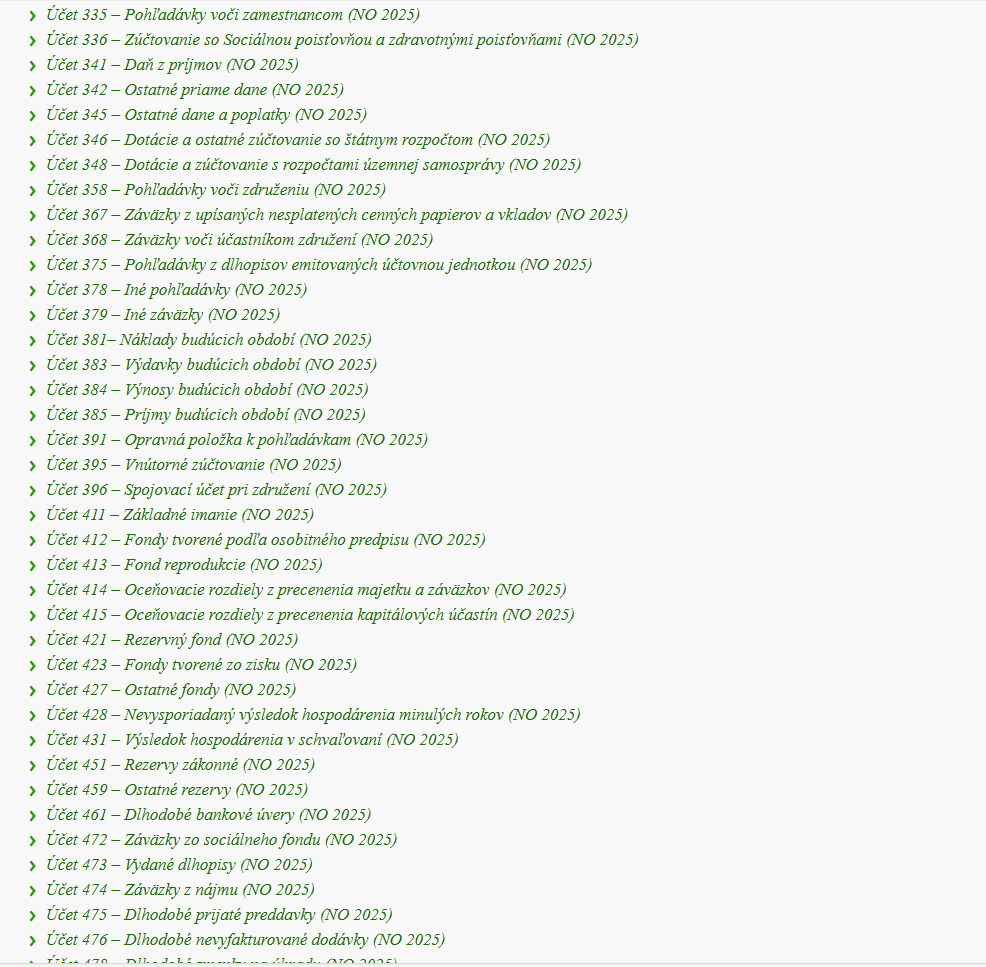 Účet 335 – Pohľadávky voči zamestnancom (NO 2025)
Účet 336 – Zúčtovanie so Sociálnou poisťovňou a zdravotnými poisťovňami (NO 2025)
Účet 341 – Daň z príjmov (NO 2025)
Účet 342 – Ostatné priame dane (NO 2025)
Účet 345 – Ostatné dane a poplatky (NO 2025)
Účet 346 – Dotácie a ostatné zúčtovanie so štátnym rozpočtom (NO 2025)
Účet 348 – Dotácie a zúčtovanie s rozpočtami územnej samosprávy (NO 2025)
Účet 358 – Pohľadávky voči združeniu (NO 2025)
Účet 367 – Záväzky z upísaných nesplatených cenných papierov a vkladov (NO 2025)
Účet 368 – Záväzky voči účastníkom združení (NO 2025)
Účet 375 – Pohľadávky z dlhopisov emitovaných účtovnou jednotkou (NO 2025)
Účet 378 – Iné pohľadávky (NO 2025)
Účet 379 – Iné záväzky (NO 2025)
Účet 381– Náklady budúcich období (NO 2025)
Účet 383 – Výdavky budúcich období (NO 2025)
Účet 384 – Výnosy budúcich období (NO 2025)
Účet 385 – Príjmy budúcich období (NO 2025)
Účet 391 – Opravná položka k pohľadávkam (NO 2025)
Účet 395 – Vnútorné zúčtovanie (NO 2025)
Účet 396 – Spojovací účet pri združení (NO 2025)
Účet 411 – Základné imanie (NO 2025)
Účet 412 – Fondy tvorené podľa osobitného predpisu (NO 2025)
Účet 413 – Fond reprodukcie (NO 2025)
Účet 414 – Oceňovacie rozdiely z precenenia majetku a záväzkov (NO 2025)
Účet 415 – Oceňovacie rozdiely z precenenia kapitálových účastín (NO 2025)
Účet 421 – Rezervný fond (NO 2025)
Účet 423 – Fondy tvorené zo zisku (NO 2025)
Účet 427 – Ostatné fondy (NO 2025)
Účet 428 – Nevysporiadaný výsledok hospodárenia minulých rokov (NO 2025)
Účet 431 – Výsledok hospodárenia v schvaľovaní (NO 2025)
Účet 451 – Rezervy zákonné (NO 2025)
Účet 459 – Ostatné rezervy (NO 2025)
Účet 461 – Dlhodobé bankové úvery (NO 2025)
Účet 472 – Záväzky zo sociálneho fondu (NO 2025)
Účet 473 – Vydané dlhopisy (NO 2025)
Účet 474 – Záväzky z nájmu (NO 2025)
Účet 475 – Dlhodobé prijaté preddavky (NO 2025)
Účet 476 – Dlhodobé nevyfakturované dodávky (NO 2025)